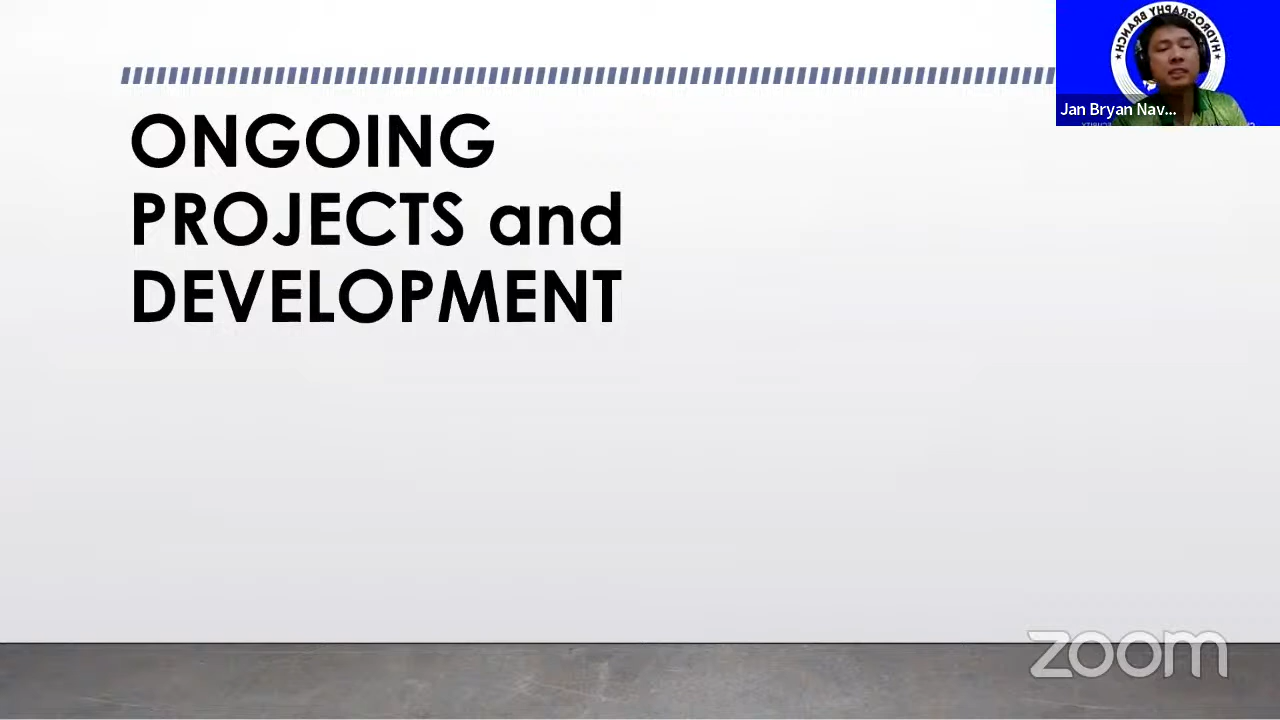 HYDROGRAPHY BRANCH
Jan Bryan Nav...
ONGOING
PROJECTS and
DEVELOPMENT
zoom